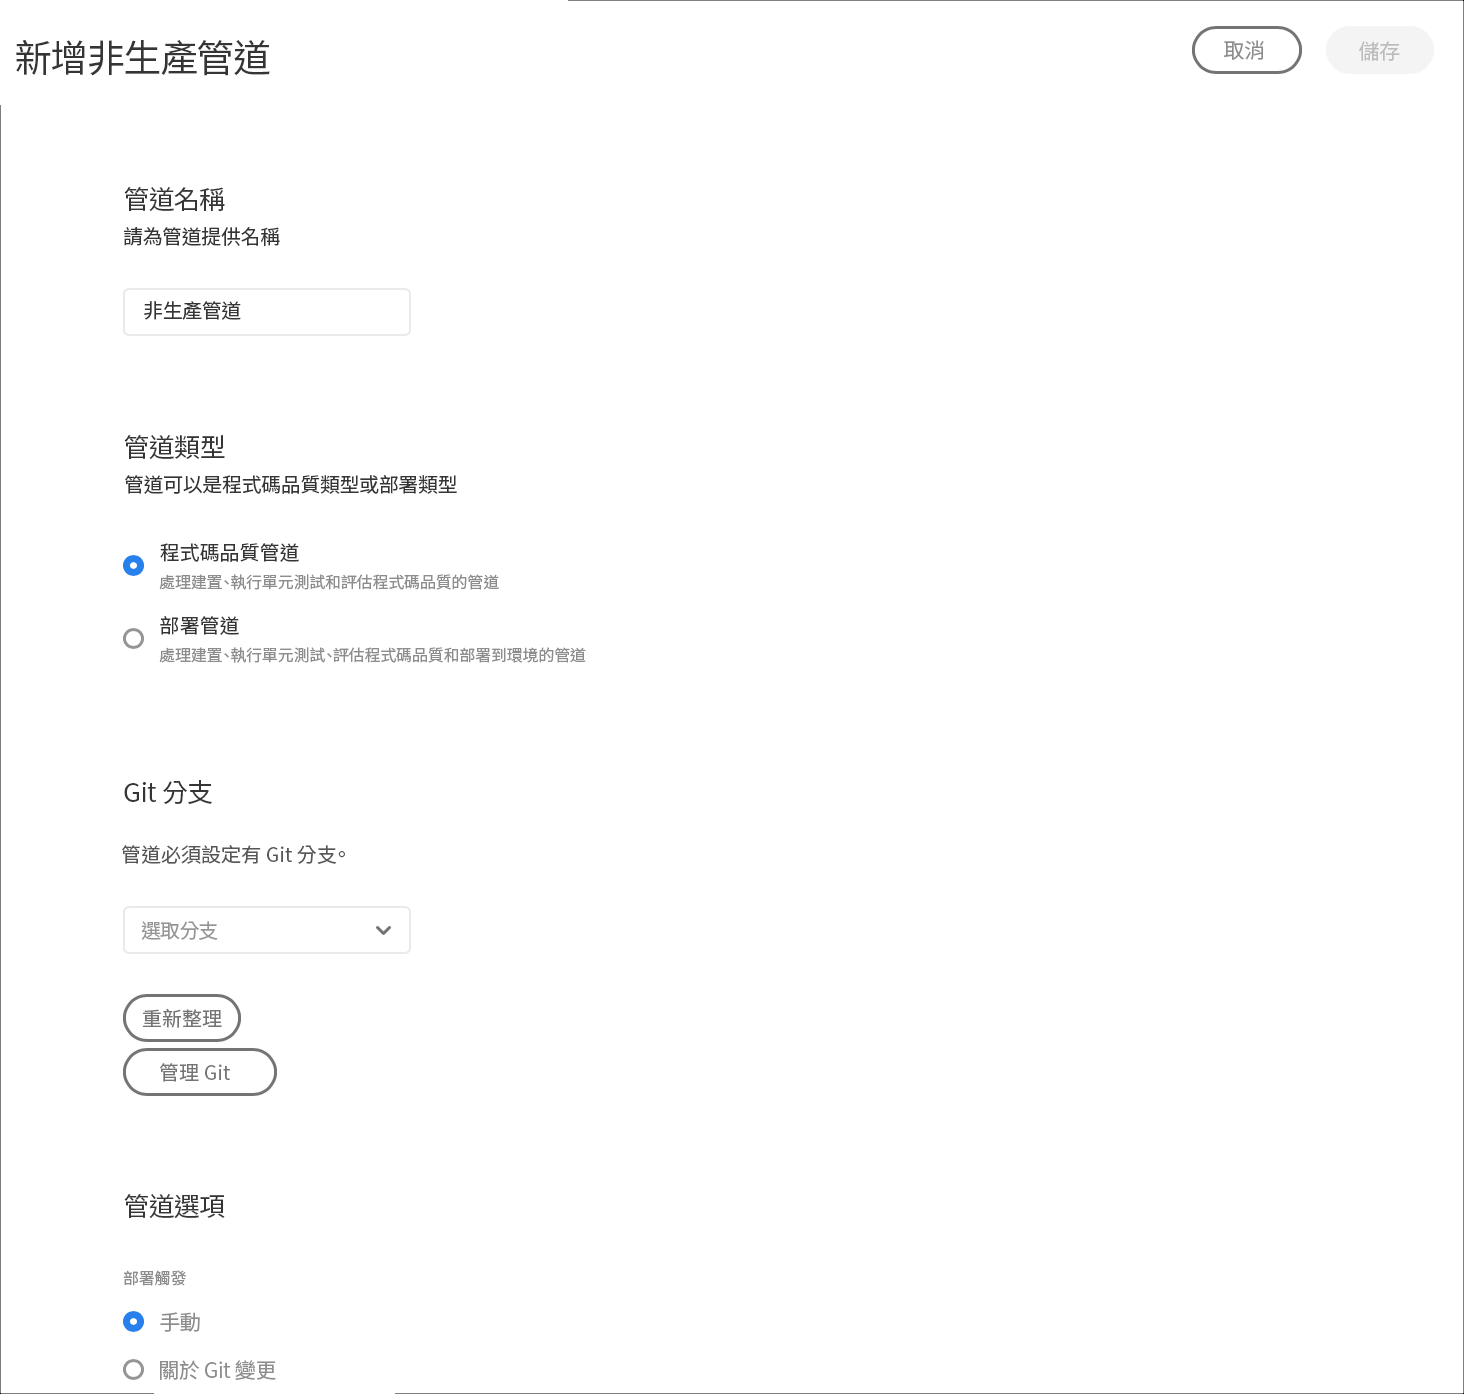 新增非生產管道
取消
儲存
管道名稱
請為管道提供名稱
非生產管道
管道類型
管道可以是程式碼品質類型或部署類型
程式碼品質管道
處理建置、執行單元測試和評估程式碼品質的管道
部署管道
處理建置、執行單元測試、評估程式碼品質和部署到環境的管道
Git 分支
管道必須設定有 Git 分支。
選取分支
重新整理
管理 Git
管道選項
部署觸發
手動
關於 Git 變更